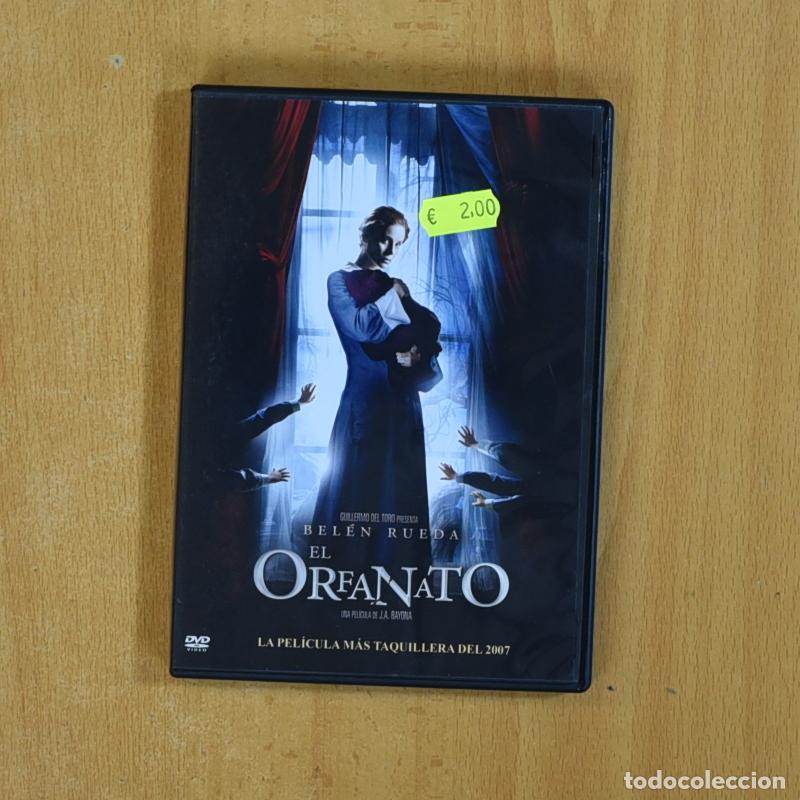 € 2.00
GUILLERMO DEL TORO PRESENTA
BELÉN RUEDA
EL
ORFANATO
UNA PELÍCULA DE J.A. BAYONA
DVD
VIDEO
LA PELÍCULA MÁS TAQUILLERA DEL 2007
todocoleccion